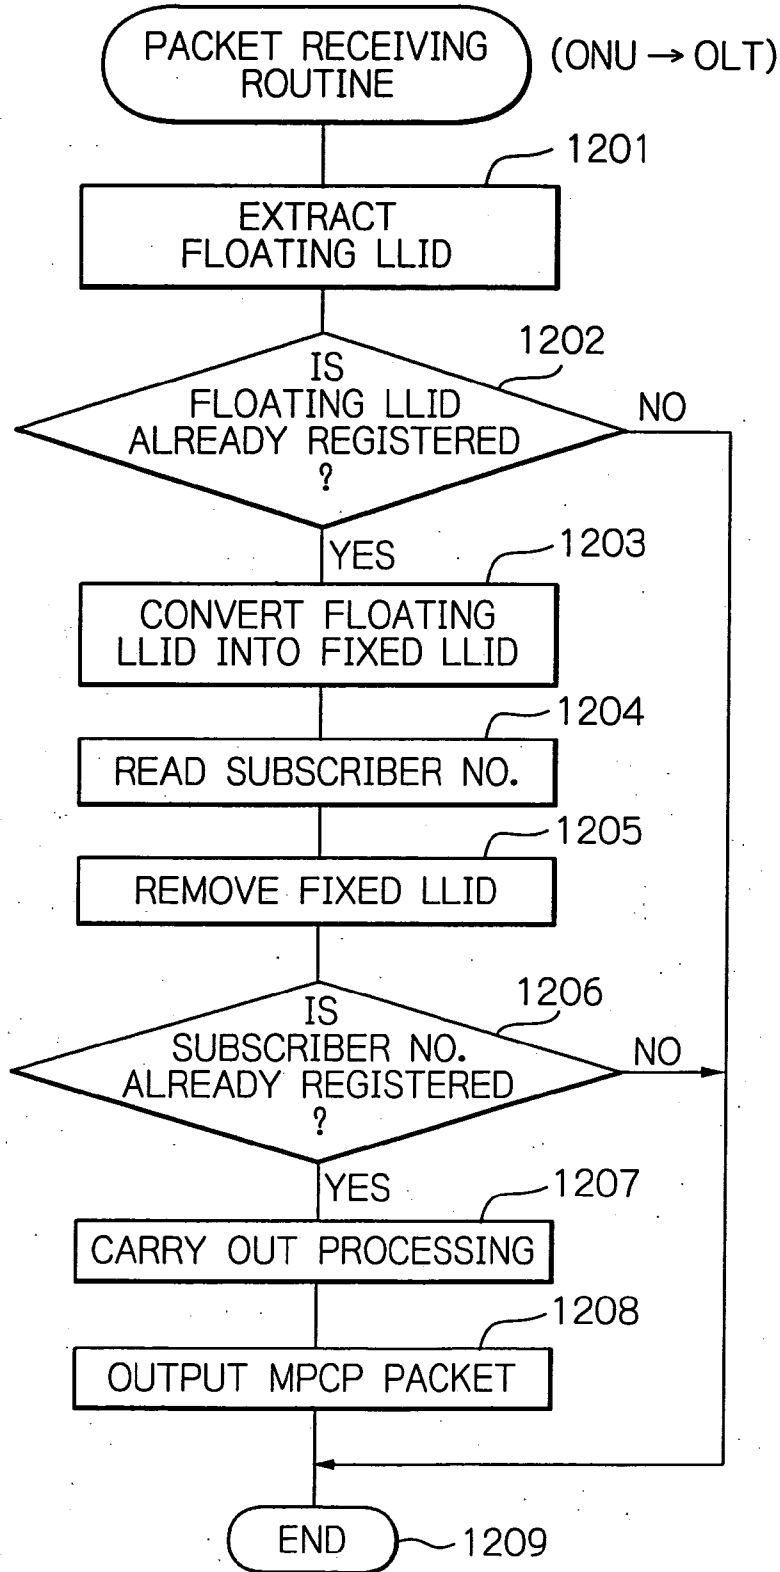 PACKET RECEIVING
ROUTINE
(ONU → OLT)
1201
EXTRACT
FLOATING LLID
1202
IS
FLOATING LLID
ALREADY REGISTERED
?
NO
YES
1203
CONVERT FLOATING
LLID INTO FIXED LLID
1204
READ SUBSCRIBER NO.
1205
REMOVE FIXED LLID
1206
IS
SUBSCRIBER NO.
ALREADY REGISTERED
?
NO
YES
1207
CARRY OUT PROCESSING
1208
OUTPUT MPCP PACKET
END
1209